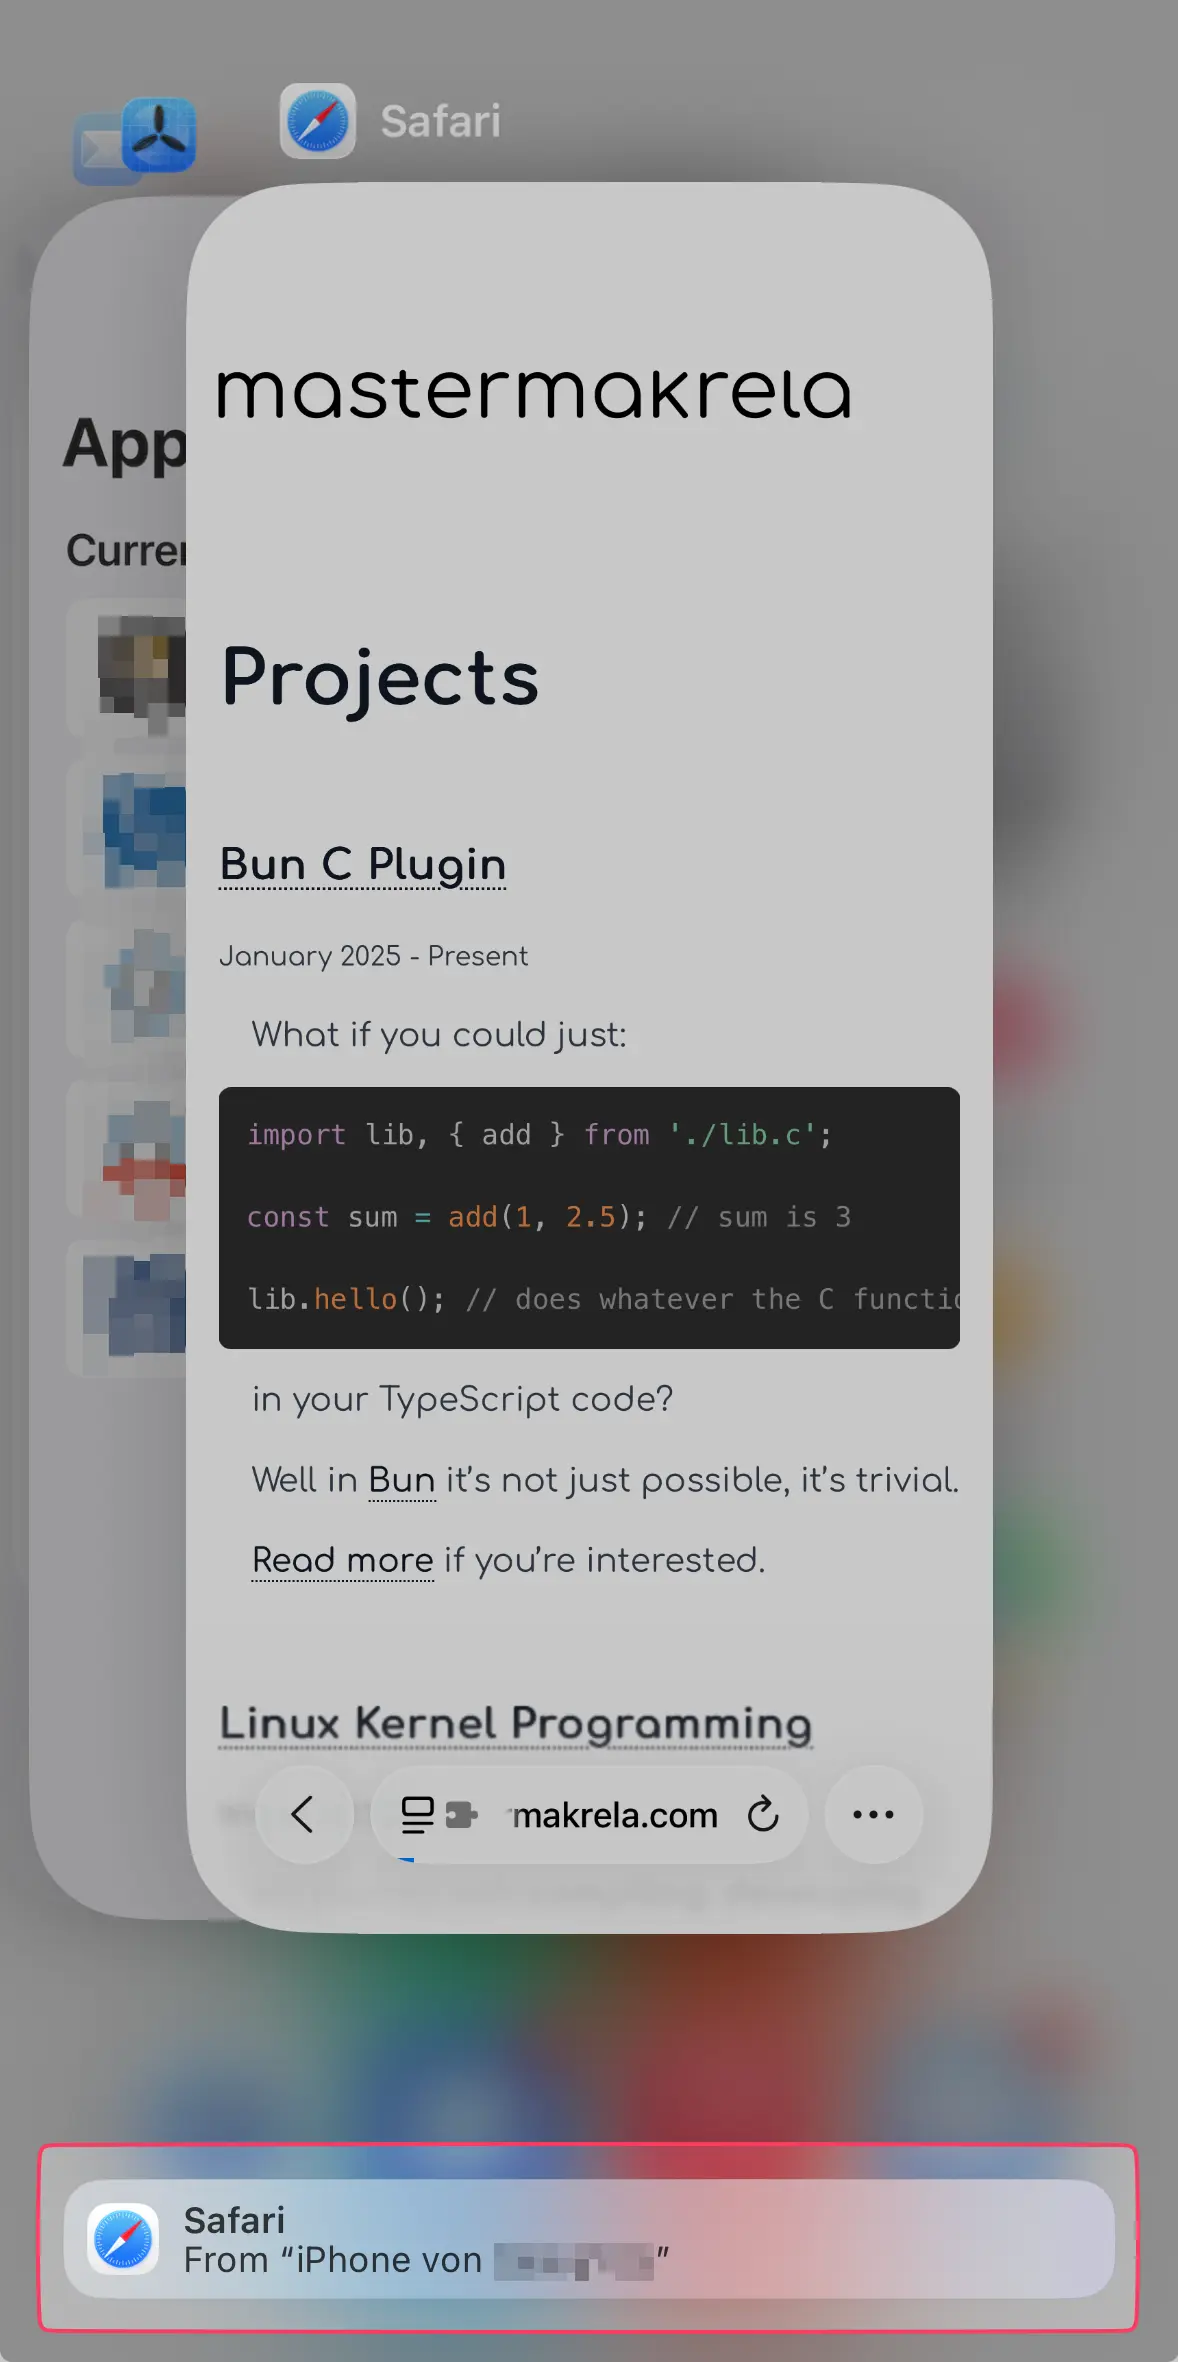 Safari
App
Curre
mastermakrela
Projects
Bun C Plugin
January 2025 - Present
What if you could just:
import lib, { add } from './lib.c';
const sum = add(1, 2.5); // sum is 3
lib.hello(); // does whatever the C functio
in your TypeScript code?
Well in Bun it’s not just possible, it’s trivial.
Read more if you’re interested.
Linux Kernel Programming
makrela.com
Safari
From “iPhone von ”